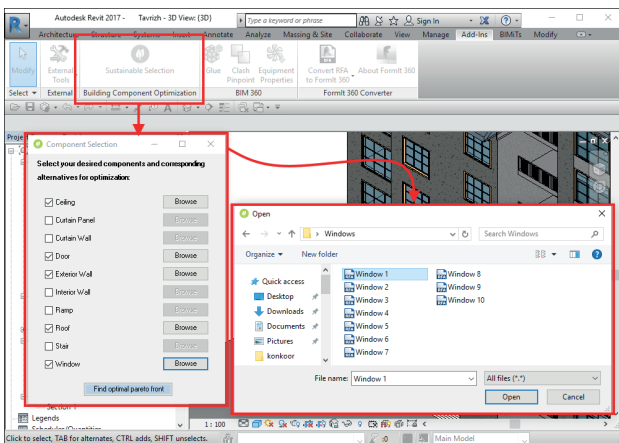 Autodesk Revit 2017 - Tavrizh - 3D View: {3D} Type a keyword or phrase Sign In
Architecture Structure Systems Insert Annotate Analyze Massing & Site Collaborate View Manage Add-Ins BIMiTs Modify
Modify External Tools Sustainable Selection Glue Clash Pinpoint Equipment Properties Convert RFA to FormIt 360 About FormIt 360
Select External Building Component Optimization BIM 360 FormIt 360 Converter
Component Selection
Select your desired components and corresponding
alternatives for optimization:
Ceiling Browse
Curtain Panel Browse
Curtain Wall Browse
Door Browse
Exterior Wall Browse
Interior Wall Browse
Ramp Browse
Roof Browse
Stair Browse
Window Browse
Find optimal pareto front
Open
Windows Search Windows
Organize New folder
Quick access
Desktop
Downloads
Documents
Pictures
konkoor
Window 1
Window 2
Window 3
Window 4
Window 5
Window 6
Window 7
Window 8
Window 9
Window 10
File name: Window 1 All files (*.*)
Open Cancel
Legends
1 : 100
Click to select, TAB for alternates, CTRL adds, SHIFT unselects. :0 Main Model